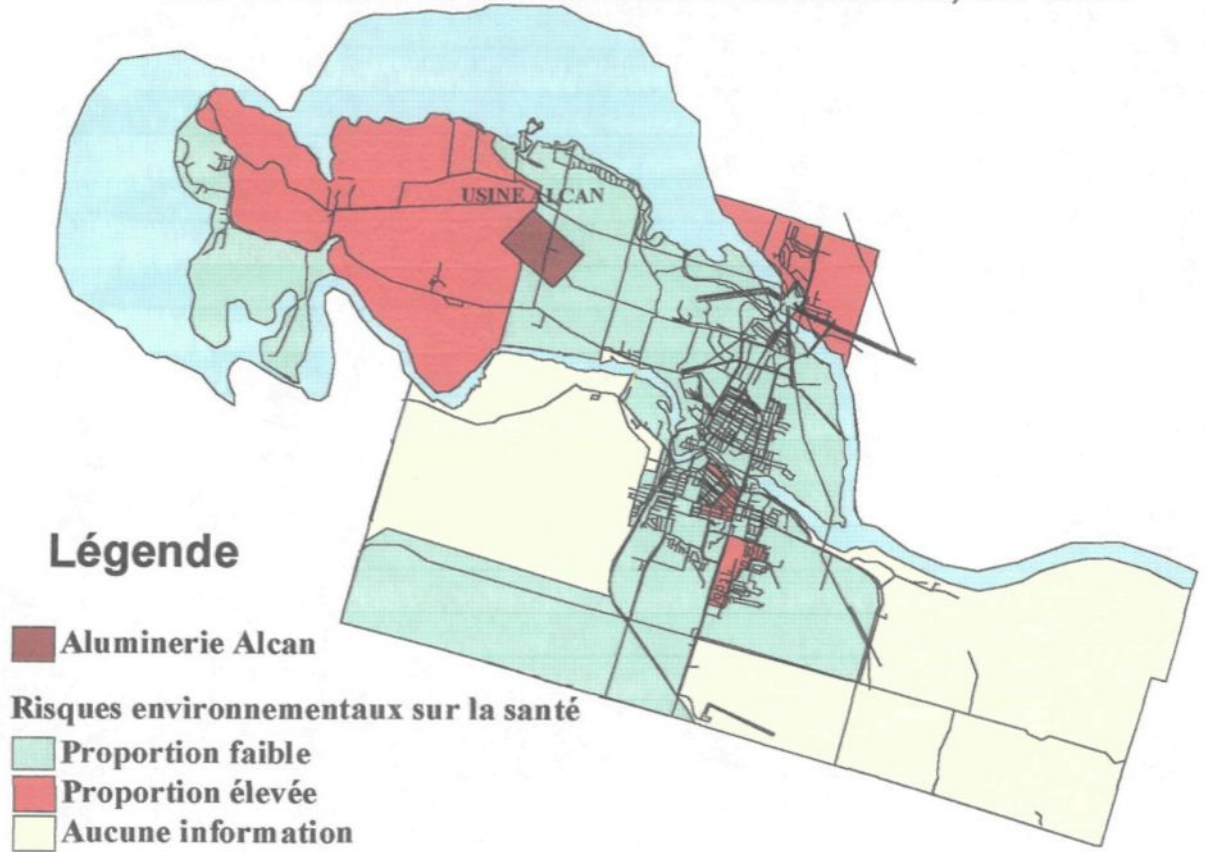 USINE ALCAN
Légende
Aluminerie Alcan
Risques environnementaux sur la santé
Proportion faible
Proportion élevée
Aucune information